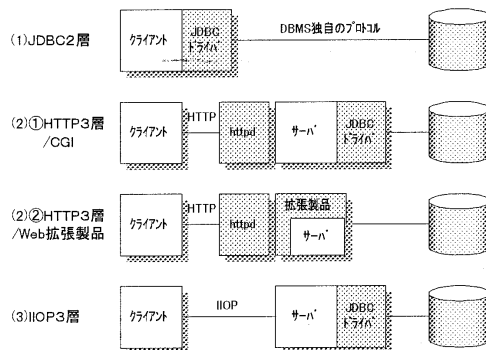 (1)JDBC2層
クライアント
JDBC
ドライバ
DBMS独自のプロトコル
(2)①HTTP3層
/CGI
クライアント
HTTP
httpd
サーバ
JDBC
ドライバ
(2)②HTTP3層
/Web拡張製品
クライアント
HTTP
httpd
拡張製品
サーバ
(3)IIOP3層
クライアント
IIOP
サーバ
JDBC
ドライバ